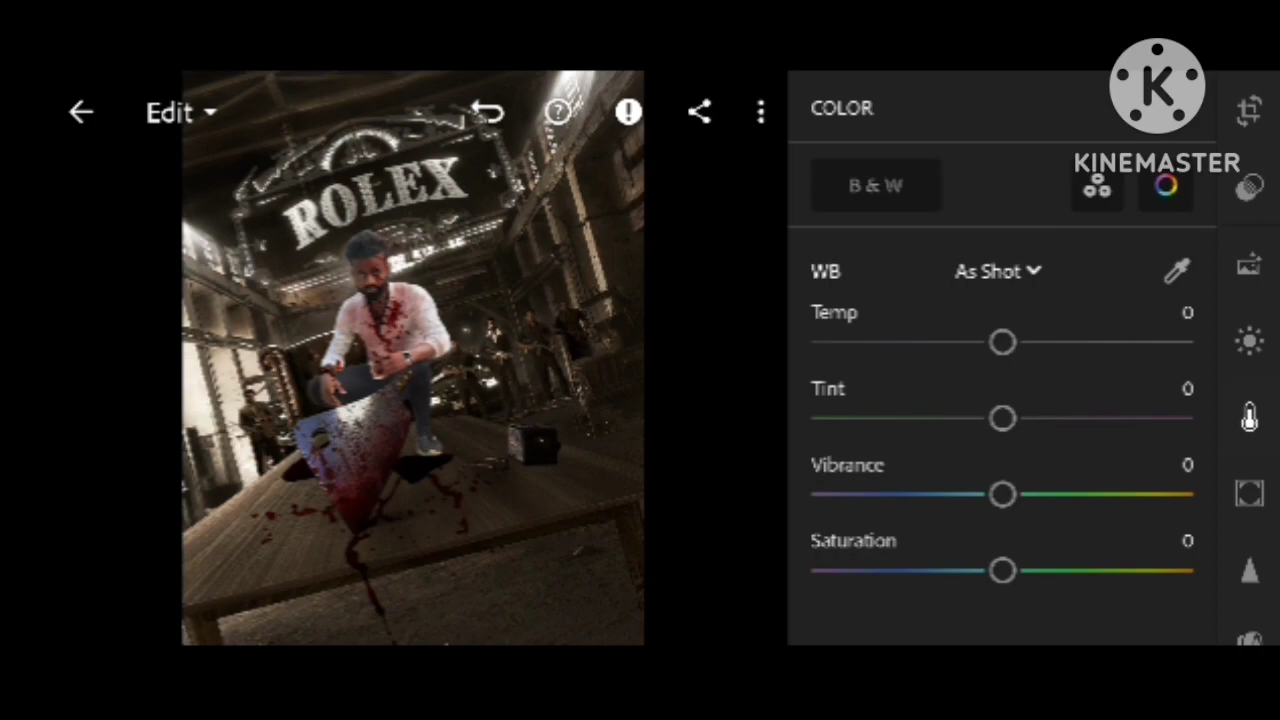 Edit
ROLEX
COLOR
K
KINEMASTER
B & W
WB
As Shot
Temp
0
Tint
0
Vibrance
0
Saturation
0